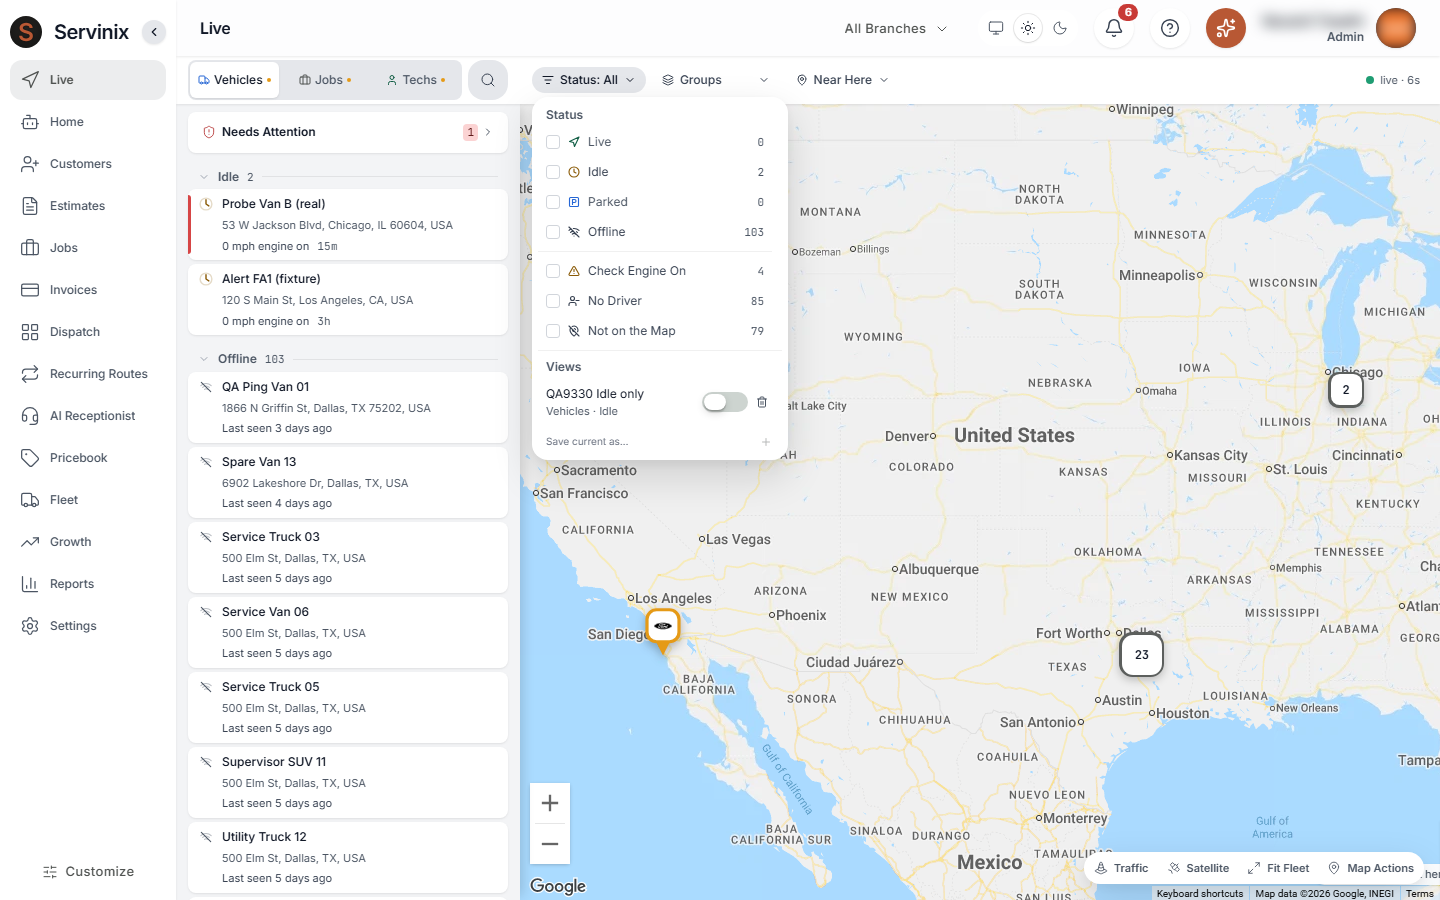 Servinix
Live
Home
Customers
Estimates
Jobs
Invoices
Dispatch
Recurring Routes
AI Receptionist
Pricebook
Fleet
Growth
Reports
Settings
Customize
Live
All Branches
6
Admin
Vehicles
Jobs
Techs
Status: All
Groups
Near Here
live · 6s
Needs Attention
1
Idle 2
Probe Van B (real)
53 W Jackson Blvd, Chicago, IL 60604, USA
0 mph engine on 15m
Alert FA1 (fixture)
120 S Main St, Los Angeles, CA, USA
0 mph engine on 3h
Offline 103
QA Ping Van 01
1866 N Griffin St, Dallas, TX 75202, USA
Last seen 3 days ago
Spare Van 13
6902 Lakeshore Dr, Dallas, TX, USA
Last seen 4 days ago
Service Truck 03
500 Elm St, Dallas, TX, USA
Last seen 5 days ago
Service Van 06
500 Elm St, Dallas, TX, USA
Last seen 5 days ago
Service Truck 05
500 Elm St, Dallas, TX, USA
Last seen 5 days ago
Supervisor SUV 11
500 Elm St, Dallas, TX, USA
Last seen 5 days ago
Utility Truck 12
500 Elm St, Dallas, TX, USA
Last seen 5 days ago
Status
Live 0
Idle 2
Parked 0
Offline 103
Check Engine On 4
No Driver 85
Not on the Map 79
Views
QA9330 Idle only
Vehicles · Idle
Save current as...
Winnipeg
NORTH
DAKOTA
MONTANA
MINNESOTA
Bozeman
Billings
Minneapolis
WISCONSIN
SOUTH
DAKOTA
MICHIGAN
WYOMING
IOWA
Chicago
2
NEBRASKA
Omaha
alt Lake City
ILLINOIS
INDIANA
OH
Denver
United States
AH
COLORADO
KANSAS
Kansas City
St. Louis
Cincinnati
MISSOURI
Sacramento
San Francisco
KENTUCKY
CALIFORNIA
Las Vegas
OKLAHOMA
TENNESSEE
Albuquerque
ARKANSAS
Memphis
Cha
Los Angeles
ARIZONA
NEW MEXICO
Phoenix
MISSISSIPPI
Atlan
San Dieg
Fort Worth
Dallas
ALABAMA
GEORG
23
Ciudad Juárez
TEXAS
BAJA
CALIFORNIA
SONORA
LOUISIANA
Austin
New Orleans
CHIHUAHUA
San Antonio
Houston
Gulf of California
COAHUILA
Tampa
NUEVO LEON
Monterrey
BAJA
CALIFORNIA SUR
SINALOA
DURANGO
Gulf of
America
Mexico
TAMAULIPAS
SAN LUIS
Traffic
Satellite
Fit Fleet
Map Actions
her
Google
Keyboard shortcuts
Map data ©2026 Google, INEGI
Terms